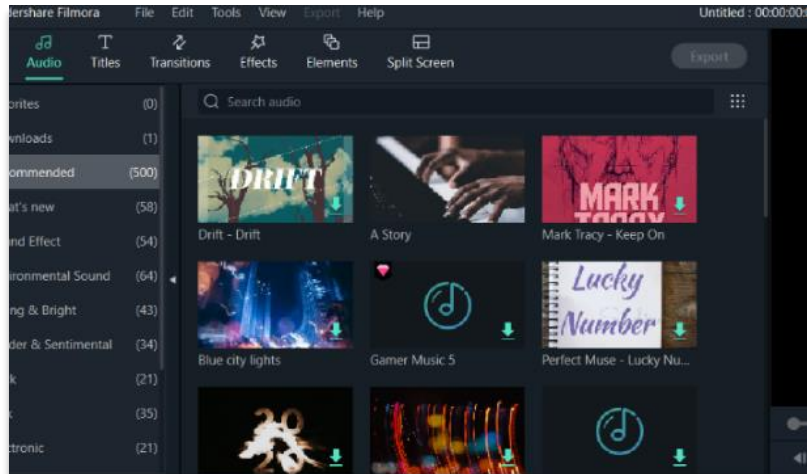 dershare Filmora File Edit Tools View Export Help Untitled : 00:00:00:
Audio Titles Transitions Effects Elements Split Screen Export
orites (0)
wnloads (1)
ommended (500)
at's new (58)
nd Effect (54)
ironmental Sound (64)
ng & Bright (43)
der & Sentimental (34)
k (21)
(35)
ctronic (21)
Search audio
DRIFT
MARK
TRACY
Drift - Drift A Story Mark Tracy - Keep On
Lucky
Number
Blue city lights Gamer Music 5 Perfect Muse - Lucky Nu...
2020